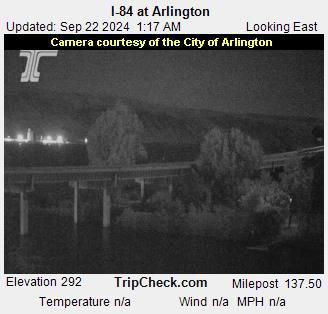 I-84 at Arlington
Updated: Sep 22 2024 1:17 AM Looking East
Camera courtesy of the City of Arlington
Elevation 292 TripCheck.com Milepost 137.50
Temperature n/a Wind n/a MPH n/a